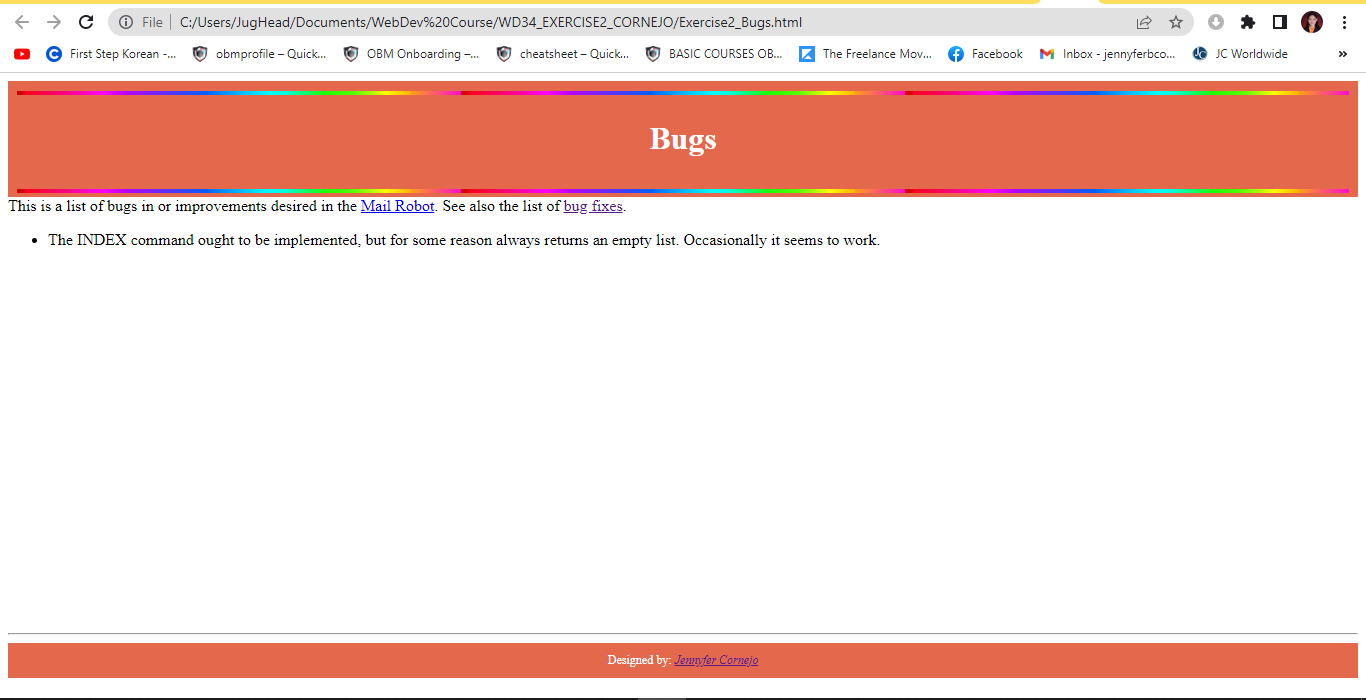 File | C:/Users/JugHead/Documents/WebDev%20Course/WD34_EXERCISE2_CORNEJO/Exercise2_Bugs.html
First Step Korean -... obmprofile – Quick... OBM Onboarding –... cheatsheet – Quick... BASIC COURSES OB... The Freelance Mov... Facebook Inbox - jennyferbco... JC Worldwide »
Bugs
This is a list of bugs in or improvements desired in the Mail Robot. See also the list of bug fixes.
• The INDEX command ought to be implemented, but for some reason always returns an empty list. Occasionally it seems to work.
Designed by: Jennyfer Cornejo